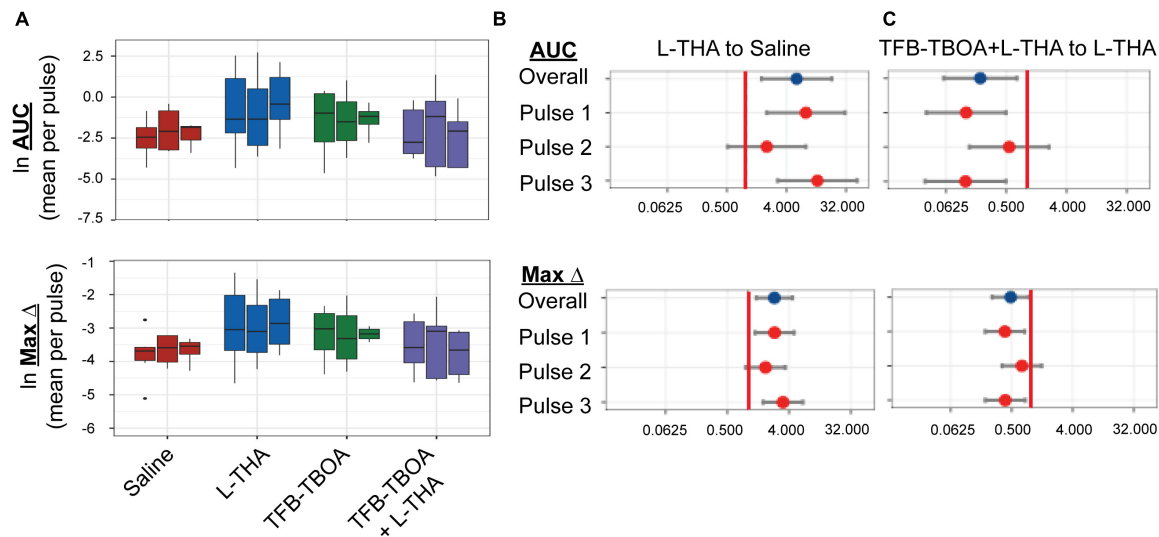 A
ln AUC
(mean per pulse)
2.5
0.0
-2.5
-5.0
-7.5
ln Max Δ
(mean per pulse)
-1
-2
-3
-4
-5
-6
Saline
L-THA
TFB-TBOA
TFB-TBOA
+ L-THA
B
L-THA to Saline
AUC
Overall
Pulse 1
Pulse 2
Pulse 3
0.0625 0.500 4.000 32.000
Max Δ
Overall
Pulse 1
Pulse 2
Pulse 3
0.0625 0.500 4.000 32.000
C
TFB-TBOA+L-THA to L-THA
0.0625 0.500 4.000 32.000
0.0625 0.500 4.000 32.000